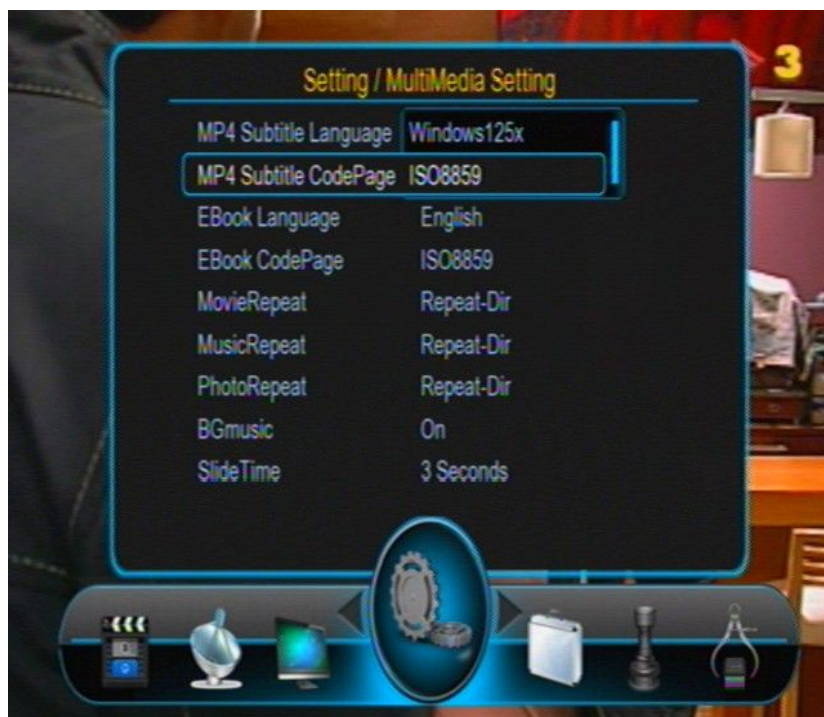 3
Setting / MultiMedia Setting
MP4 Subtitle Language Windows125x
MP4 Subtitle CodePage ISO8859
EBook Language English
EBook CodePage ISO8859
MovieRepeat Repeat-Dir
MusicRepeat Repeat-Dir
PhotoRepeat Repeat-Dir
BGmusic On
SlideTime 3 Seconds